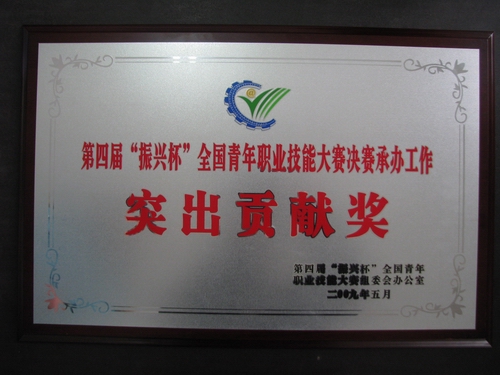 第四届“振兴杯”全国青年职业技能大赛决赛承办工作
突出贡献奖
第四届“振兴杯”全国青年
职业技能大赛组委会办公室
二00九年五月